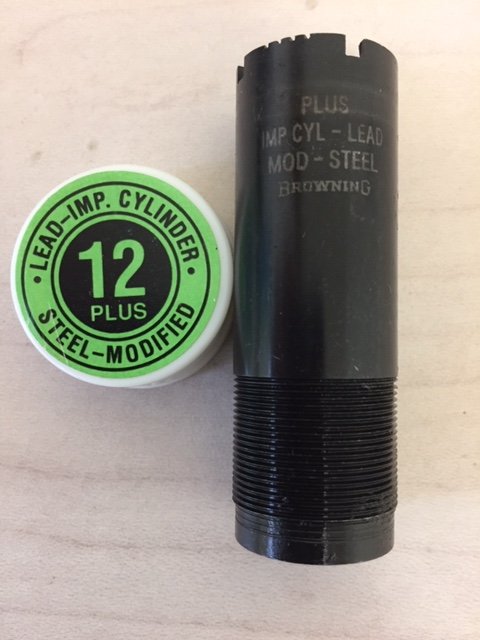 LEAD-IMP. CYLINDER
12
PLUS
STEEL-MODIFIED
PLUS
IMP CYL - LEAD
MOD - STEEL
BROWNING